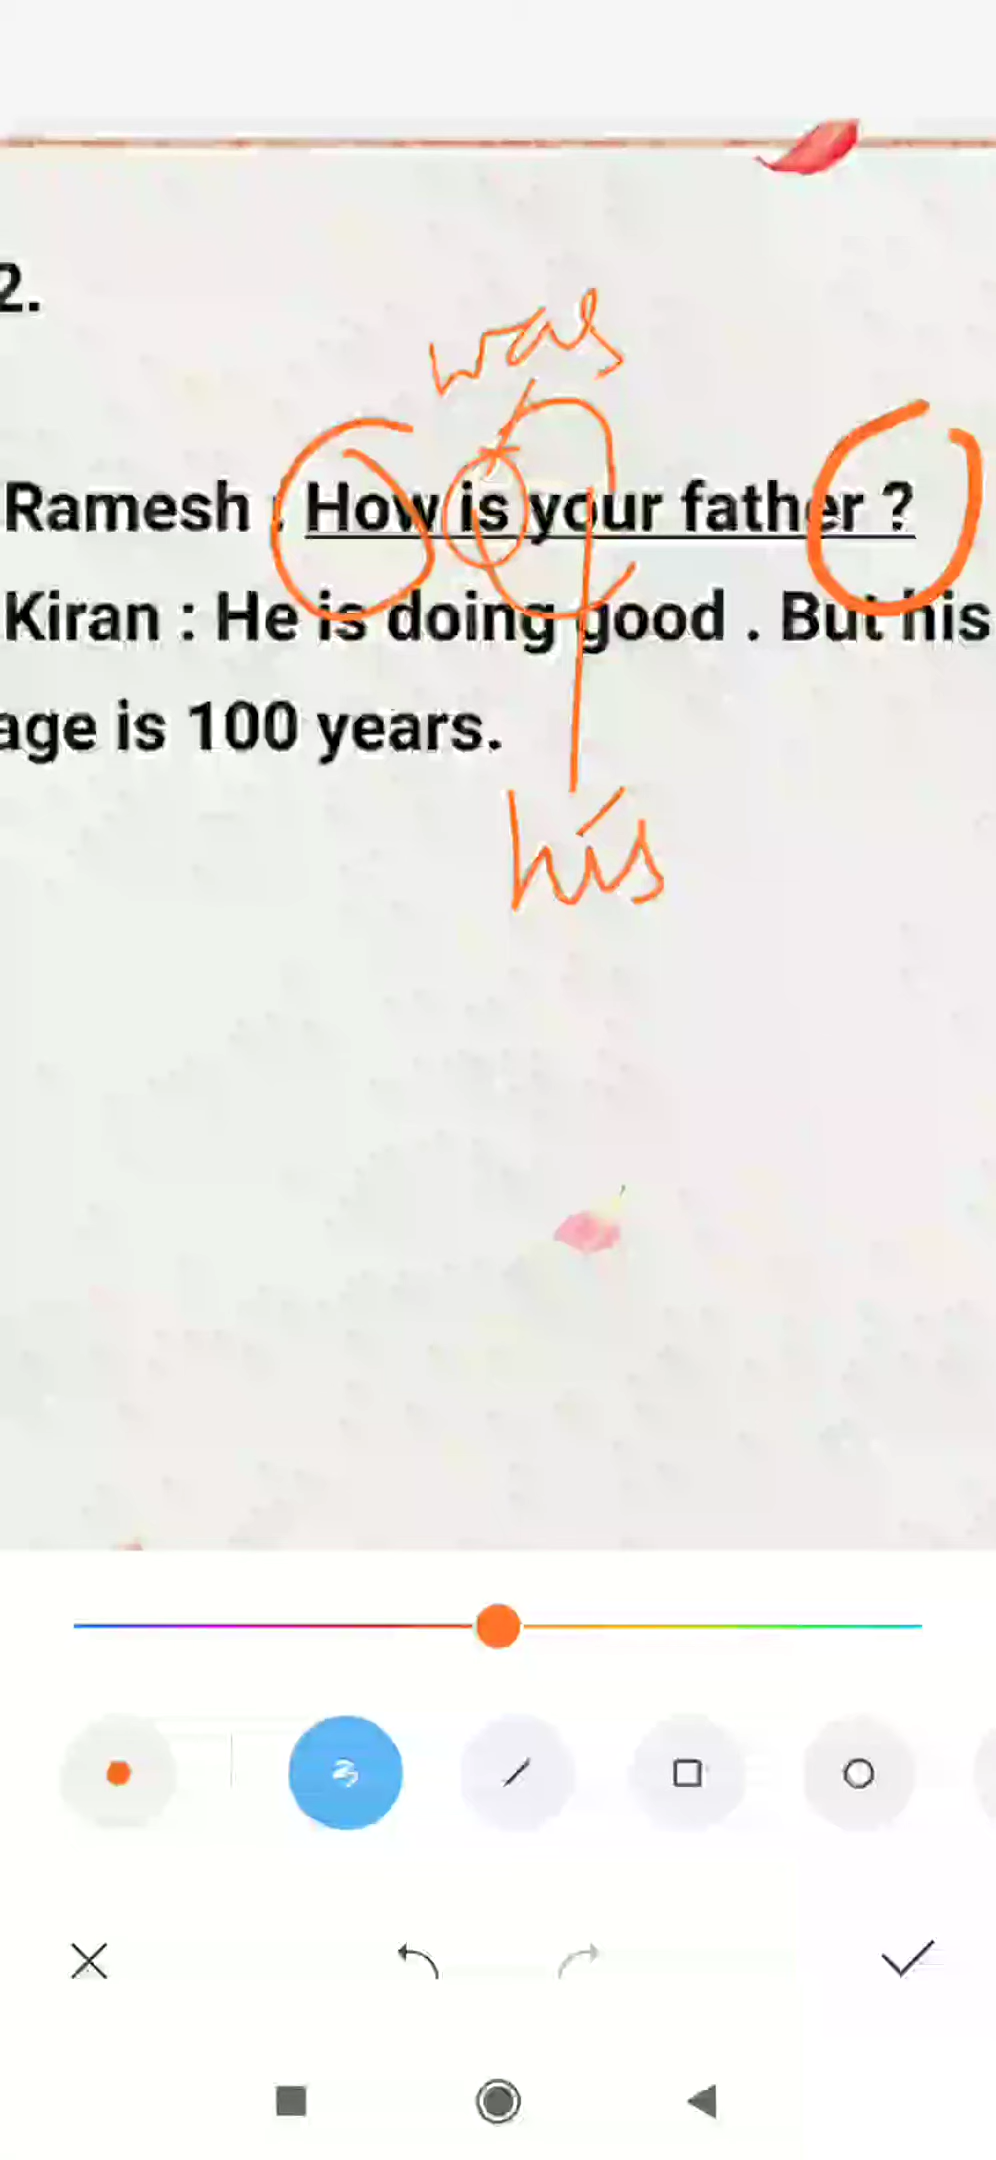 2.
was
Ramesh : How is your father ?
Kiran : He is doing good . But his
age is 100 years.
his